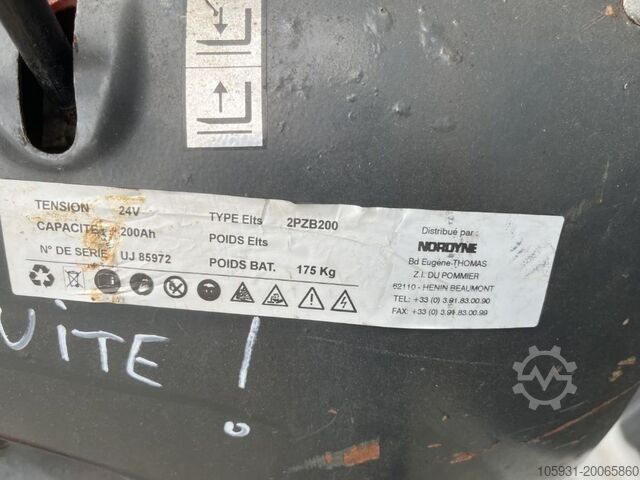 TENSION 24V
CAPACITE 200Ah
N° DE SERIE UJ 85972
TYPE Elts 2PZB200
POIDS Elts
POIDS BAT. 175 Kg
Distribué par :
NORDYNE
Bd Eugène-THOMAS
Z.I. DU POMMIER
62110 - HENIN BEAUMONT
TEL: +33 (0) 3.91.83.00.90
FAX: +33 (0) 3.91.83.00.99
VITE !
105931-20065860